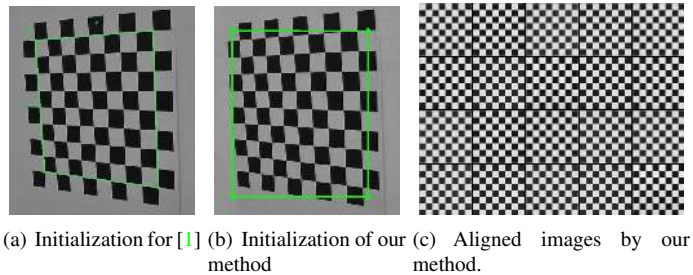 (a) Initialization for [1] (b) Initialization of our (c) Aligned images by our
method method.